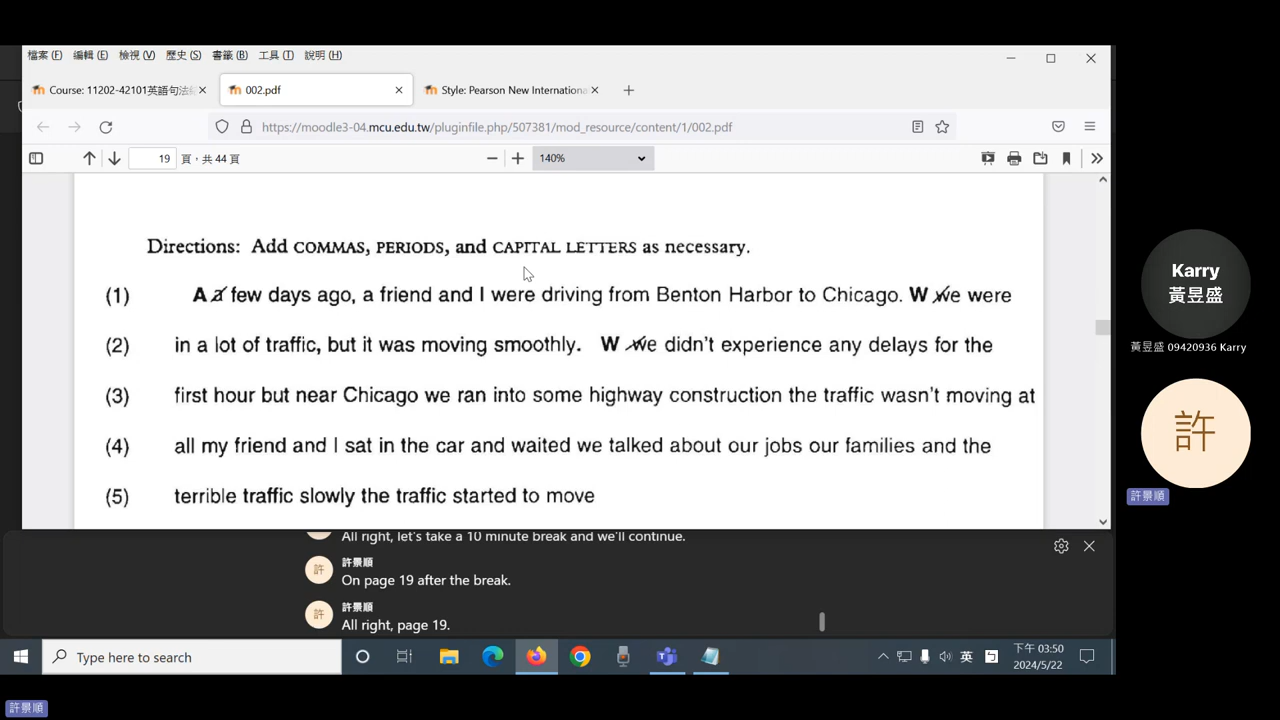 檔案 (F) 編輯 (E) 檢視 (V) 歷史 (S) 書籤 (B) 工具 (T) 說明 (H)
Course: 11202-42101英語句法
002.pdf
Style: Pearson New Internationa
https://moodle3-04.mcu.edu.tw/pluginfile.php/507381/mod_resource/content/1/002.pdf
19 頁，共 44 頁
140%
Directions: Add COMMAS, PERIODS, and CAPITAL LETTERS as necessary.
(1) A a few days ago, a friend and I were driving from Benton Harbor to Chicago. W we were
(2) in a lot of traffic, but it was moving smoothly. W we didn't experience any delays for the
(3) first hour but near Chicago we ran into some highway construction the traffic wasn't moving at
(4) all my friend and I sat in the car and waited we talked about our jobs our families and the
(5) terrible traffic slowly the traffic started to move
Karry
黃昱盛
黃昱盛 09420936 Karry
許
許景順
All right, let's take a 10 minute break and we'll continue.
許景順
許
On page 19 after the break.
許景順
許
All right, page 19.
Type here to search
英
下午 03:50
2024/5/22
許景順